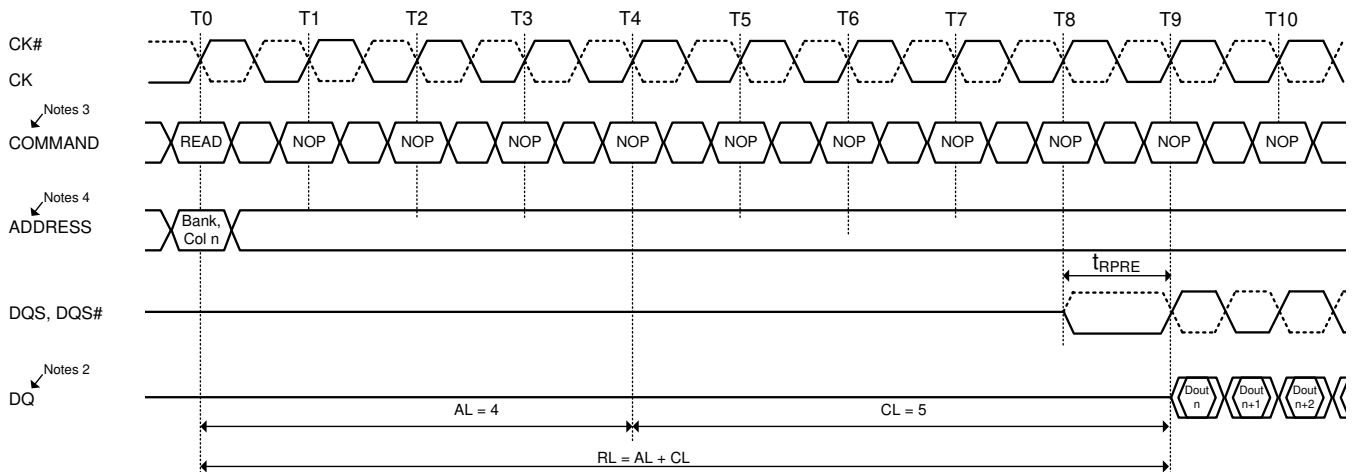 T0 T1 T2 T3 T4 T5 T6 T7 T8 T9 T10
CK#
CK
Notes 3
COMMAND
READ NOP NOP NOP NOP NOP NOP NOP NOP NOP NOP
Notes 4
ADDRESS
Bank,
Col n
tRPRE
DQS, DQS#
Notes 2
DQ
Dout
n
Dout
n+1
Dout
n+2
AL = 4
CL = 5
RL = AL + CL